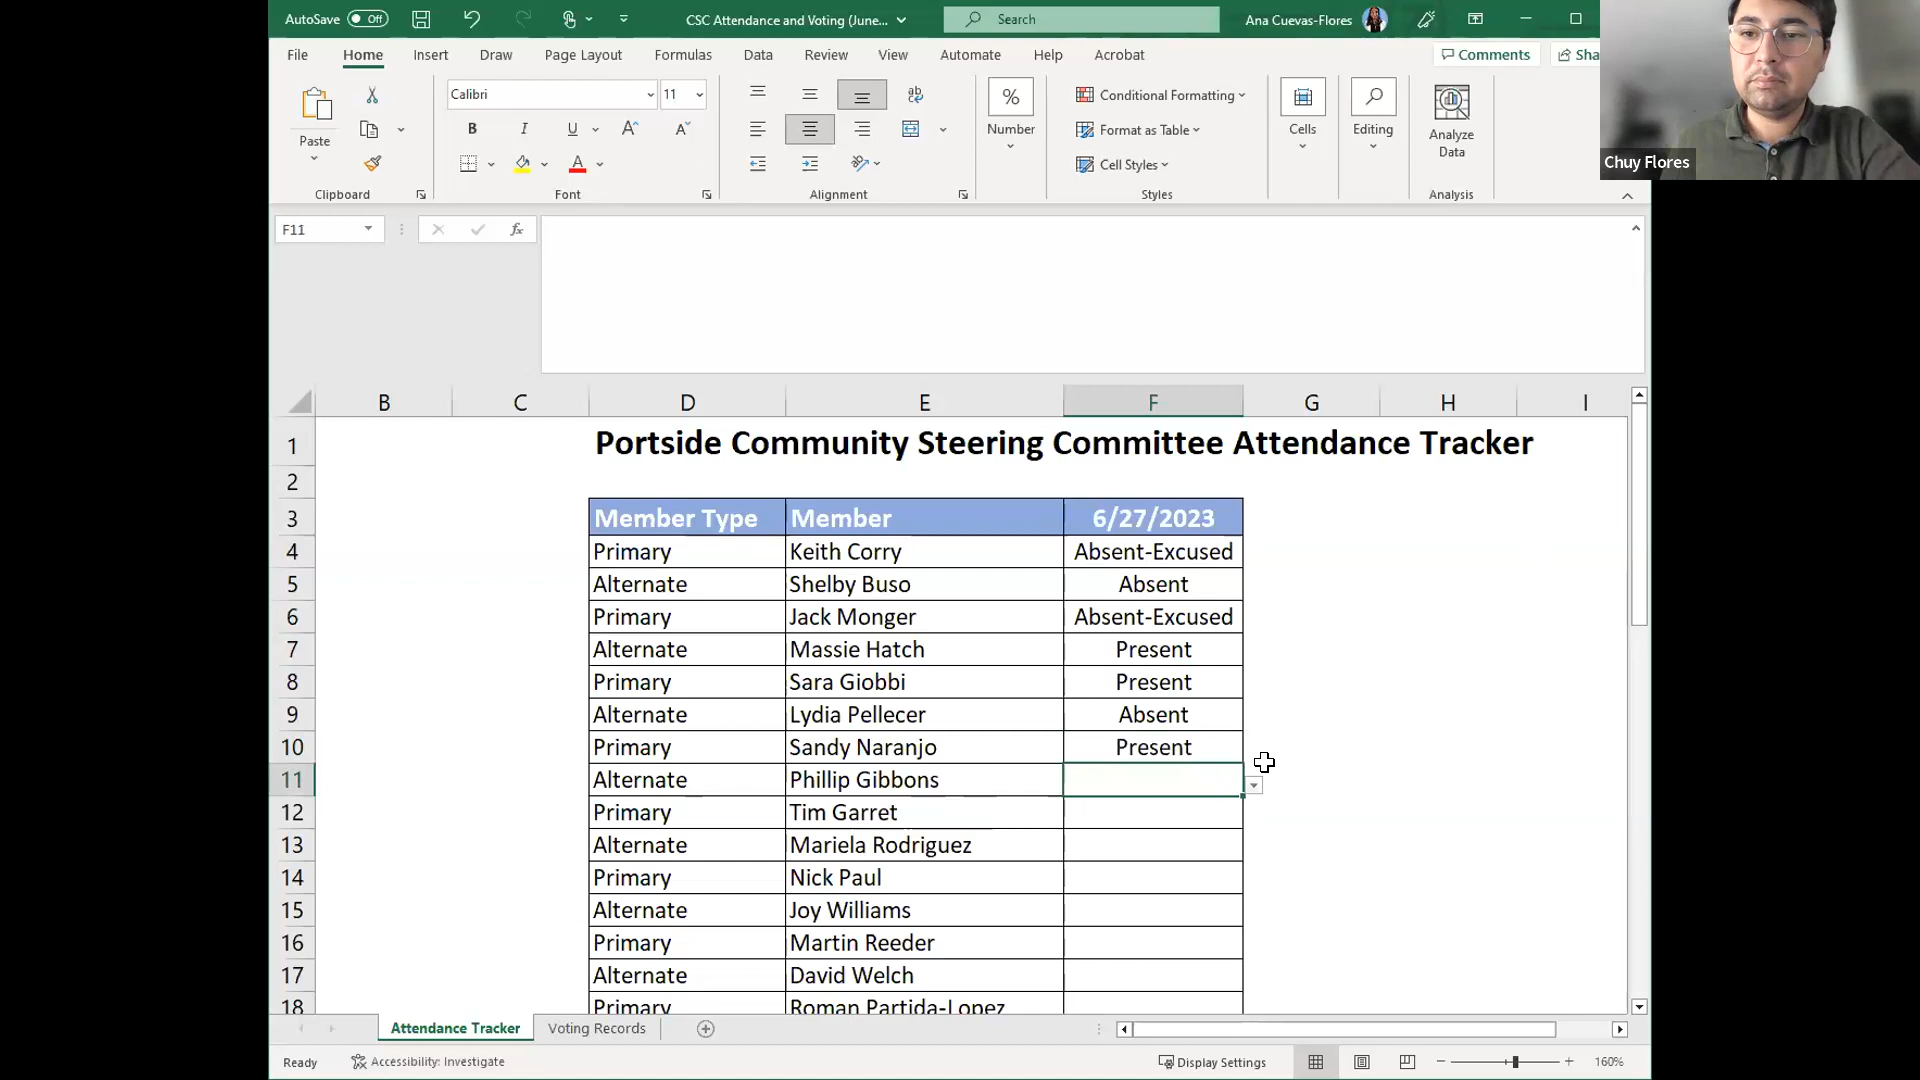 AutoSave Off CSC Attendance and Voting (June... Search Ana Cuevas-Flores
File Home Insert Draw Page Layout Formulas Data Review View Automate Help Acrobat Comments Sha
Calibri 11
Paste
B I U A A
A
ab
%
Number
Conditional Formatting
Format as Table
Cell Styles
Cells
Editing
Analyze
Data
Clipboard Font Alignment Styles Analysis
Chuy Flores
F11 fx
B C D E F G H I
1 Portside Community Steering Committee Attendance Tracker
2
3 Member Type Member 6/27/2023
4 Primary Keith Corry Absent-Excused
5 Alternate Shelby Buso Absent
6 Primary Jack Monger Absent-Excused
7 Alternate Massie Hatch Present
8 Primary Sara Giobbi Present
9 Alternate Lydia Pellecer Absent
10 Primary Sandy Naranjo Present
11 Alternate Phillip Gibbons
12 Primary Tim Garret
13 Alternate Mariela Rodriguez
14 Primary Nick Paul
15 Alternate Joy Williams
16 Primary Martin Reeder
17 Alternate David Welch
18 Primary Roman Partida-Lopez
Attendance Tracker Voting Records
Ready Accessibility: Investigate Display Settings 160%